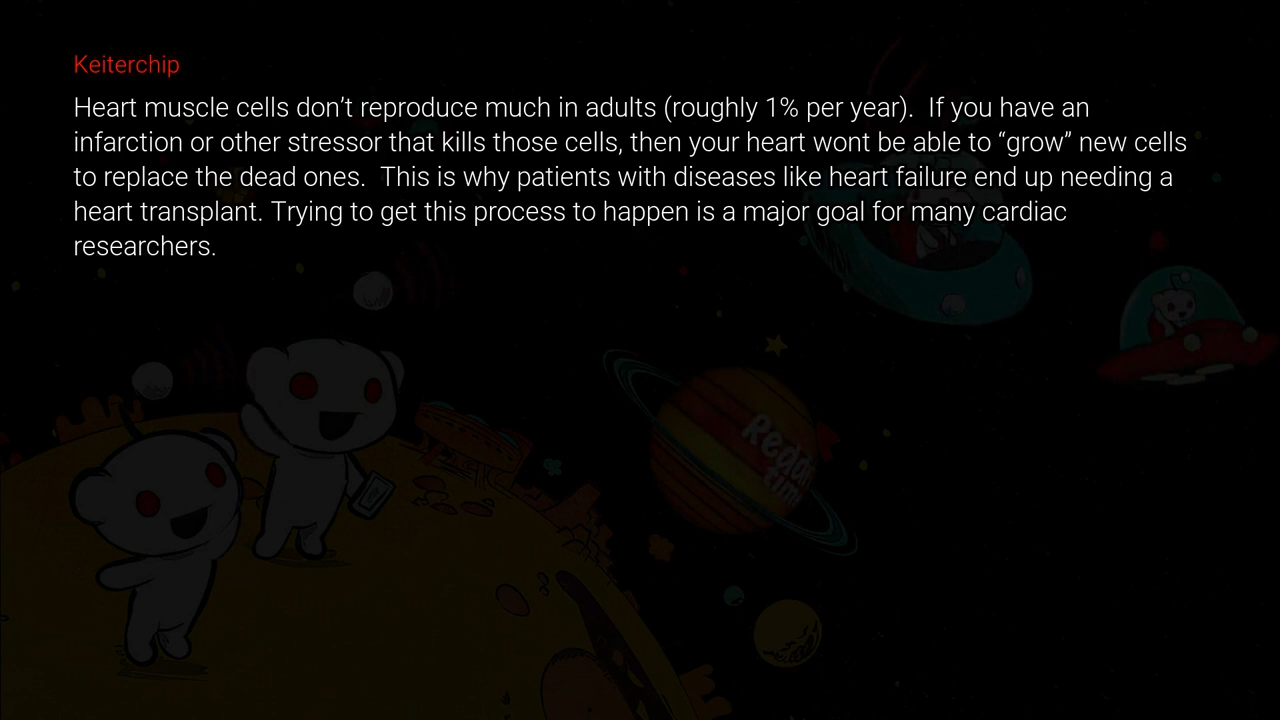 Keiterchip
Heart muscle cells don’t reproduce much in adults (roughly 1% per year).  If you have an
infarction or other stressor that kills those cells, then your heart wont be able to “grow” new cells
to replace the dead ones.  This is why patients with diseases like heart failure end up needing a
heart transplant. Trying to get this process to happen is a major goal for many cardiac
researchers.
Reddit